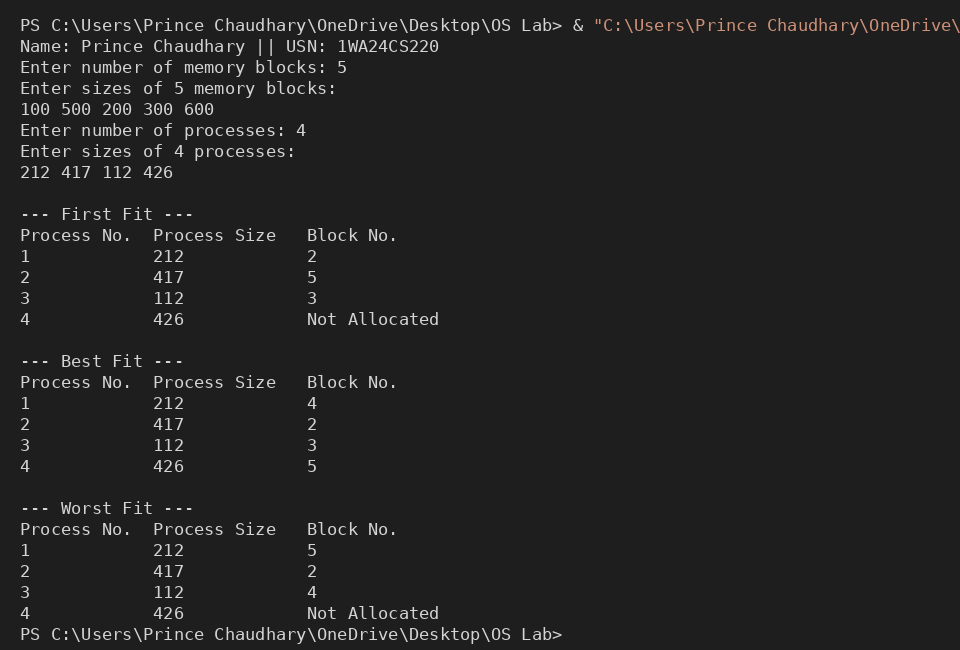 PS C:\Users\Prince Chaudhary\OneDrive\Desktop\OS Lab> & "C:\Users\Prince Chaudhary\OneDrive\
Name: Prince Chaudhary || USN: 1WA24CS220
Enter number of memory blocks: 5
Enter sizes of 5 memory blocks:
100 500 200 300 600
Enter number of processes: 4
Enter sizes of 4 processes:
212 417 112 426

--- First Fit ---
Process No.  Process Size   Block No.
1            212            2
2            417            5
3            112            3
4            426            Not Allocated

--- Best Fit ---
Process No.  Process Size   Block No.
1            212            4
2            417            2
3            112            3
4            426            5

--- Worst Fit ---
Process No.  Process Size   Block No.
1            212            5
2            417            2
3            112            4
4            426            Not Allocated
PS C:\Users\Prince Chaudhary\OneDrive\Desktop\OS Lab>